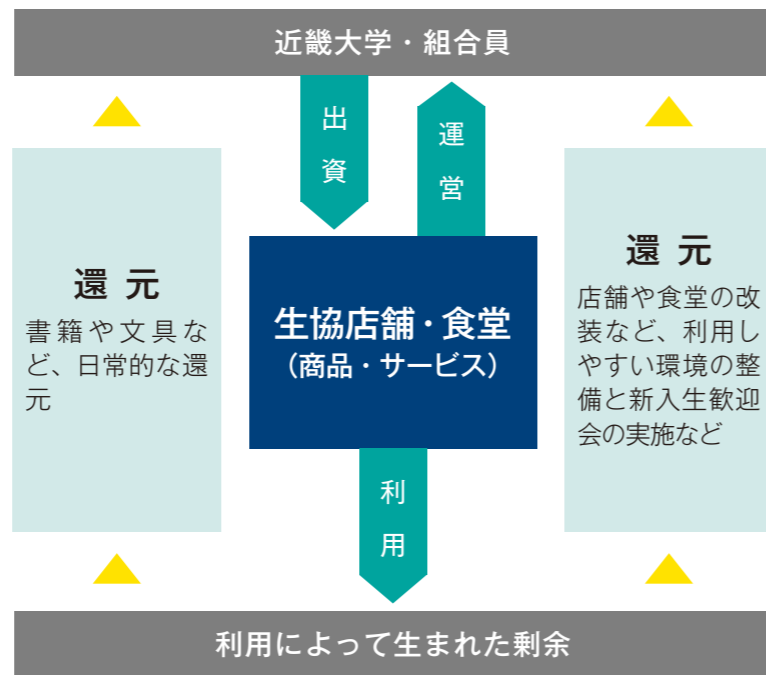 近畿大学・組合員
出資
運営
還元
書籍や文具な
ど、日常的な還
元
生協店舗・食堂
（商品・サービス）
還元
店舗や食堂の改
装など、利用し
やすい環境の整
備と新入生歓迎
会の実施など
利用
利用によって生まれた剰余